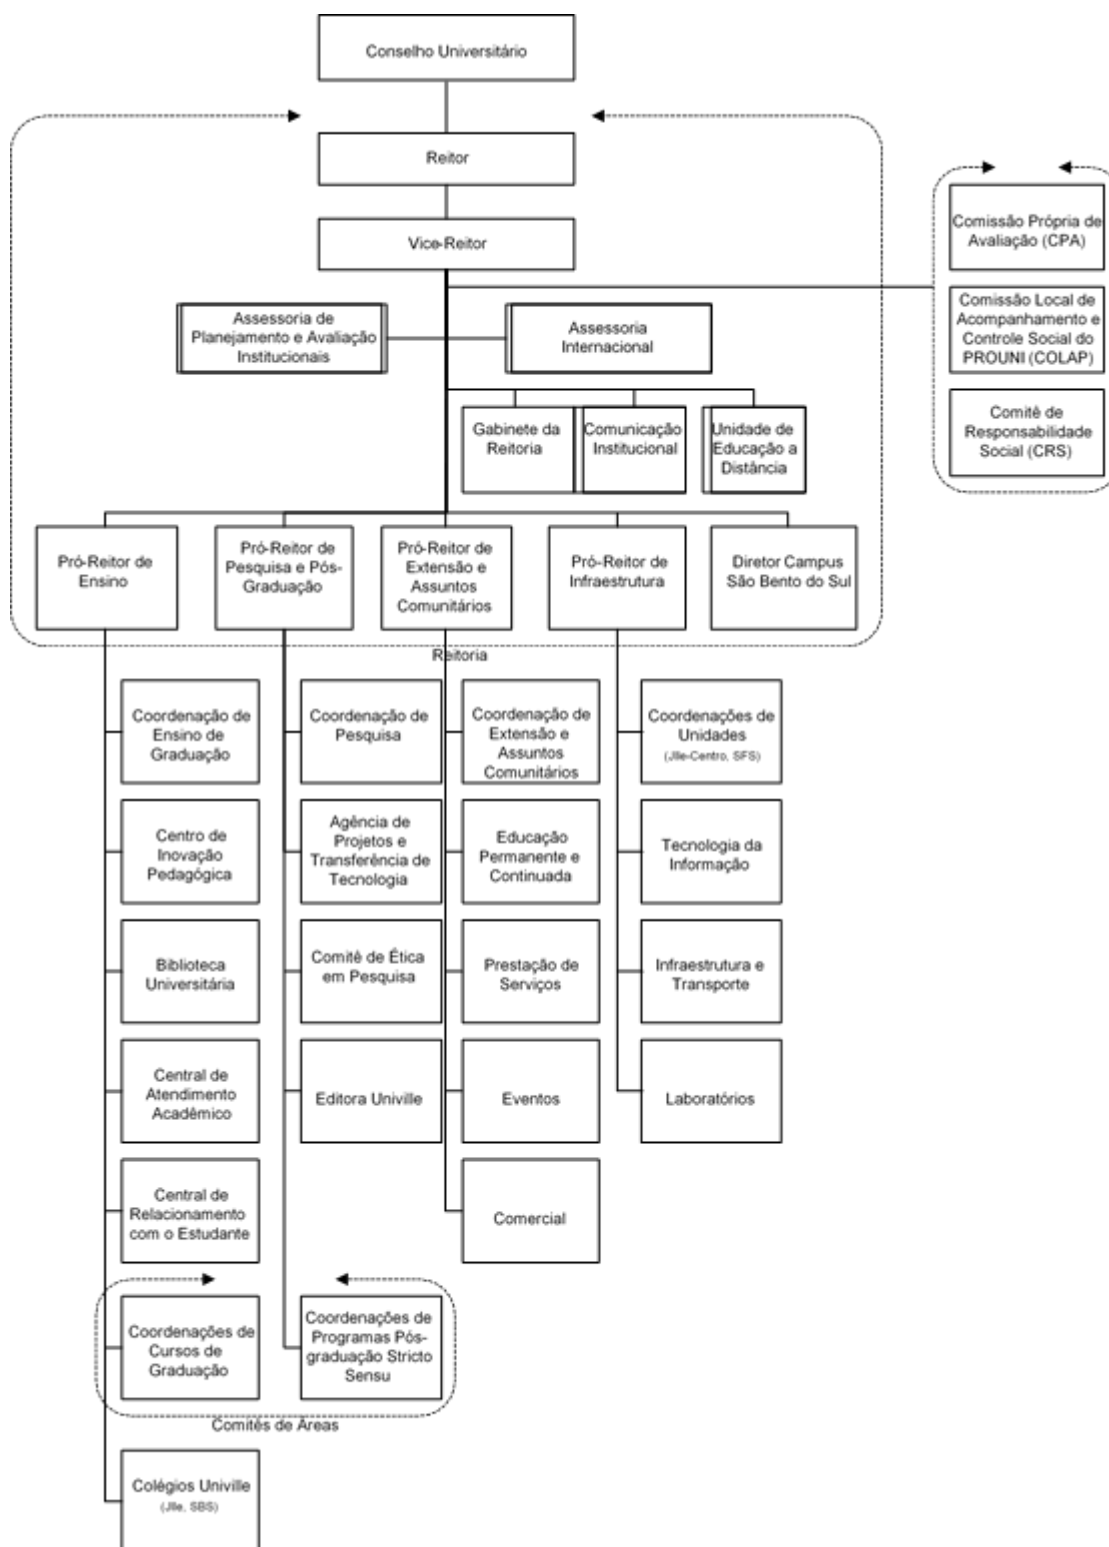 Conselho Universitário
Reitor
Vice-Reitor
Comissão Própria de
Avaliação (CPA)
Comissão Local de
Acompanhamento e
Controle Social do
PROUNI (COLAP)
Comitê de
Responsabilidade
Social (CRS)
Assessoria de
Planejamento e Avaliação
Institucionais
Assessoria
Internacional
Gabinete da
Reitoria
Comunicação
Institucional
Unidade de
Educação a
Distância
Pró-Reitor de
Ensino
Pró-Reitor de
Pesquisa e Pós-
Graduação
Pró-Reitor de
Extensão e
Assuntos
Comunitários
Pró-Reitor de
Infraestrutura
Diretor Campus
São Bento do Sul
Reitoria
Coordenação de
Ensino de
Graduação
Coordenação de
Pesquisa
Coordenação de
Extensão e
Assuntos
Comunitários
Coordenações de
Unidades
(Jlle-Centro, SFS)
Centro de
Inovação
Pedagógica
Agência de
Projetos e
Transferência de
Tecnologia
Educação
Permanente e
Continuada
Tecnologia da
Informação
Biblioteca
Universitária
Comitê de Ética
em Pesquisa
Prestação de
Serviços
Infraestrutura e
Transporte
Central de
Atendimento
Acadêmico
Editora Univille
Eventos
Laboratórios
Central de
Relacionamento
com o Estudante
Comercial
Coordenações de
Cursos de
Graduação
Coordenações de
Programas Pós-
graduação Stricto
Sensu
Comitês de Áreas
Colégios Univille
(Jlle, SBS)